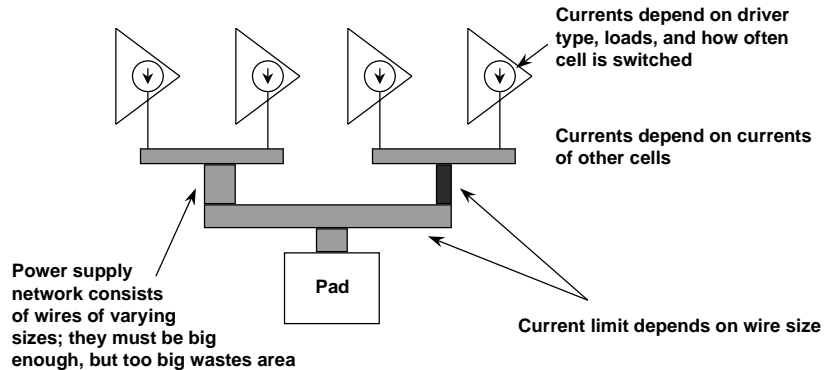 Currents depend on driver
type, loads, and how often
cell is switched
Currents depend on currents
of other cells
Power supply
network consists
of wires of varying
sizes; they must be big
enough, but too big wastes area
Pad
Current limit depends on wire size